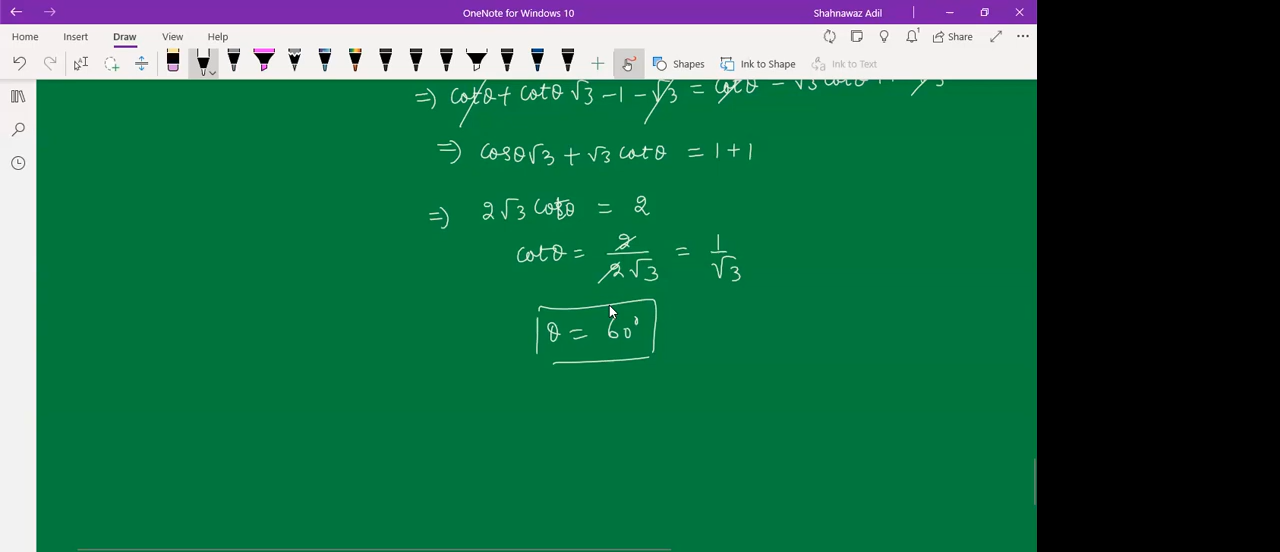 OneNote for Windows 10
Shahnawaz Adil
Home Insert Draw View Help
Share
Shapes
Ink to Shape
Ink to Text
⇒) cotθ + cotθ √3 − 1 − √3 = cotθ − √3 cotθ
⇒) cosθ√3 + √3 cotθ = 1 + 1
⇒) 2√3 cotθ = 2
cotθ = 2/2√3 = 1/√3
θ = 60°